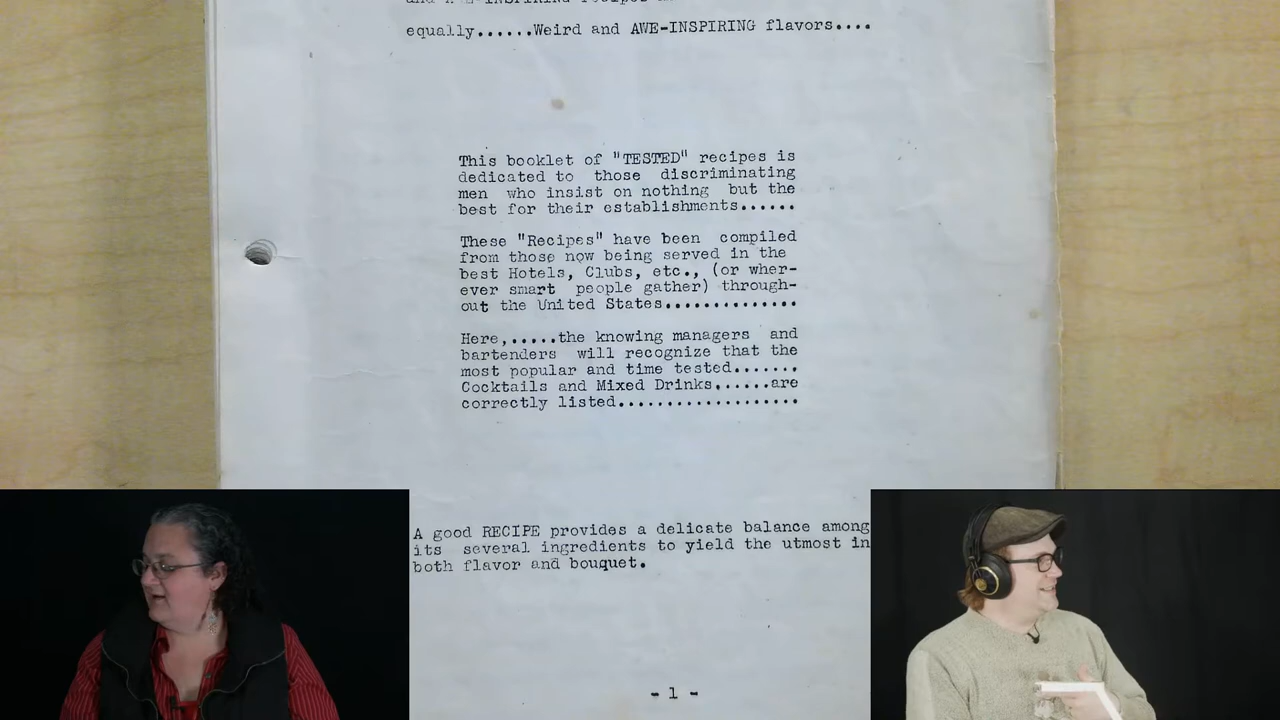 equally......Weird and AWE-INSPIRING flavors....
This booklet of "TESTED" recipes is
dedicated to those discriminating
men who insist on nothing but the
best for their establishments......
These "Recipes" have been compiled
from those now being served in the
best Hotels, Clubs, etc., (or wher-
ever smart people gather) through-
out the United States..............
Here,.....the knowing managers and
bartenders will recognize that the
most popular and time tested.......
Cocktails and Mixed Drinks......are
correctly listed...................
A good RECIPE provides a delicate balance among
its several ingredients to yield the utmost in
both flavor and bouquet.
- 1 -